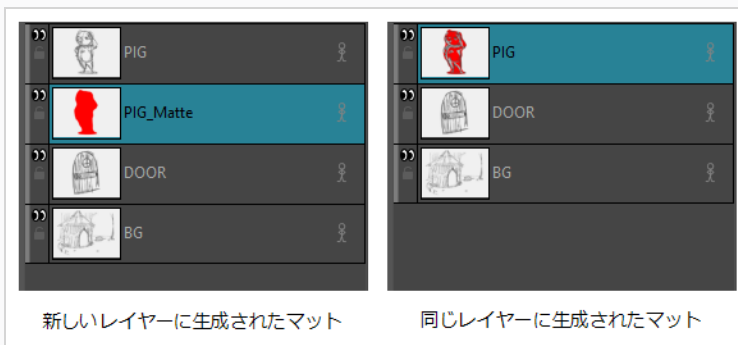 PIG
PIG_Matte
DOOR
BG
新しいレイヤーに生成されたマット
PIG
DOOR
BG
同じレイヤーに生成されたマット